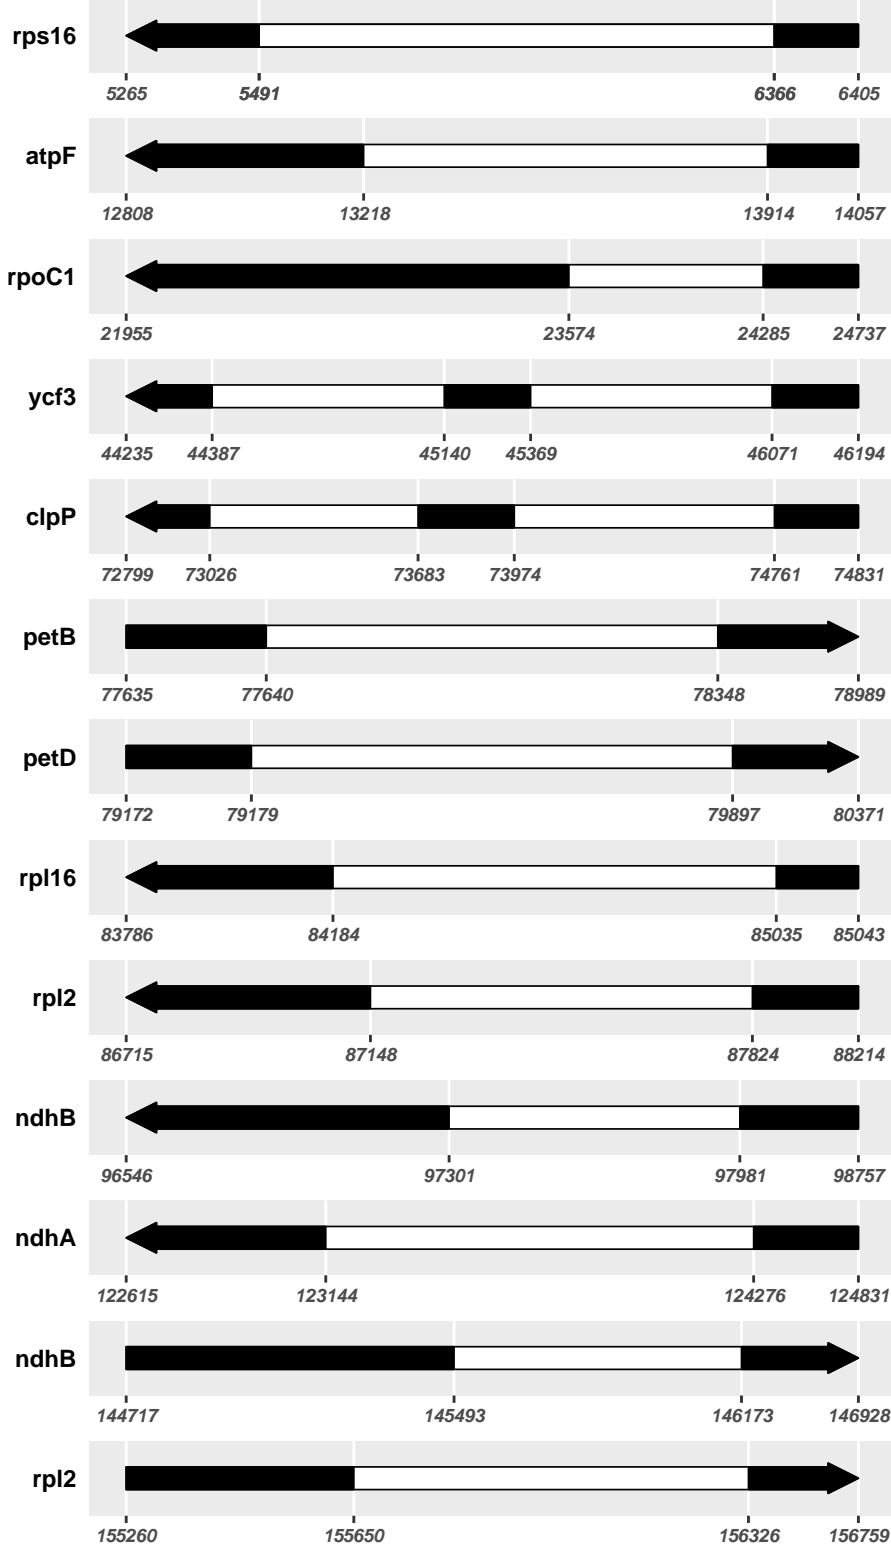 rps16
5265 5491 6366 6405
atpF
12808 13218 13914 14057
rpoC1
21955 23574 24285 24737
ycf3
44235 44387 45140 45369 46071 46194
clpP
72799 73026 73683 73974 74761 74831
petB
77635 77640 78348 78989
petD
79172 79179 79897 80371
rpl16
83786 84184 85035 85043
rpl2
86715 87148 87824 88214
ndhB
96546 97301 97981 98757
ndhA
122615 123144 124276 124831
ndhB
144717 145493 146173 146928
rpl2
155260 155650 156326 156759